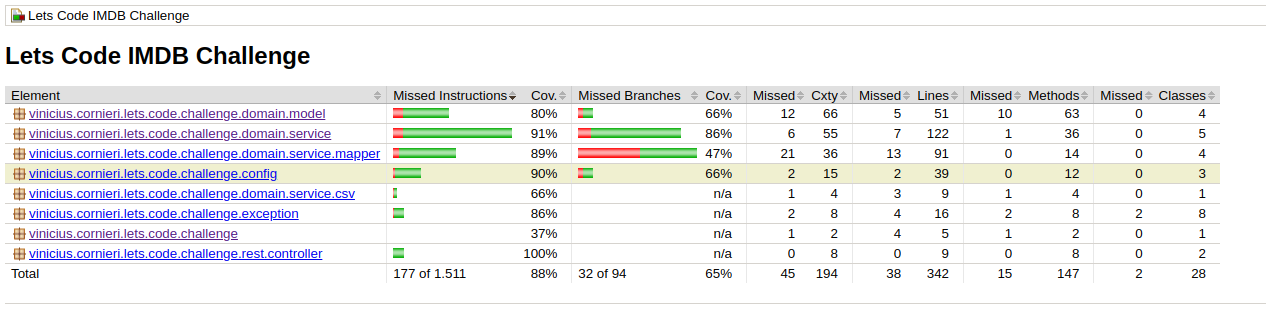 Lets Code IMDB Challenge
Lets Code IMDB Challenge
Element Missed Instructions Cov. Missed Branches Cov. Missed Cxty Missed Lines Missed Methods Missed Classes
vinicius.cornieri.lets.code.challenge.domain.model 80% 66% 12 66 5 51 10 63 0 4
vinicius.cornieri.lets.code.challenge.domain.service 91% 86% 6 55 7 122 1 36 0 5
vinicius.cornieri.lets.code.challenge.domain.service.mapper 89% 47% 21 36 13 91 0 14 0 4
vinicius.cornieri.lets.code.challenge.config 90% 66% 2 15 2 39 0 12 0 3
vinicius.cornieri.lets.code.challenge.domain.service.csv 66% n/a 1 4 3 9 1 4 0 1
vinicius.cornieri.lets.code.challenge.exception 86% n/a 2 8 4 16 2 8 2 8
vinicius.cornieri.lets.code.challenge 37% n/a 1 2 4 5 1 2 0 1
vinicius.cornieri.lets.code.challenge.rest.controller 100% n/a 0 8 0 9 0 8 0 2
Total 177 of 1.511 88% 32 of 94 65% 45 194 38 342 15 147 2 28